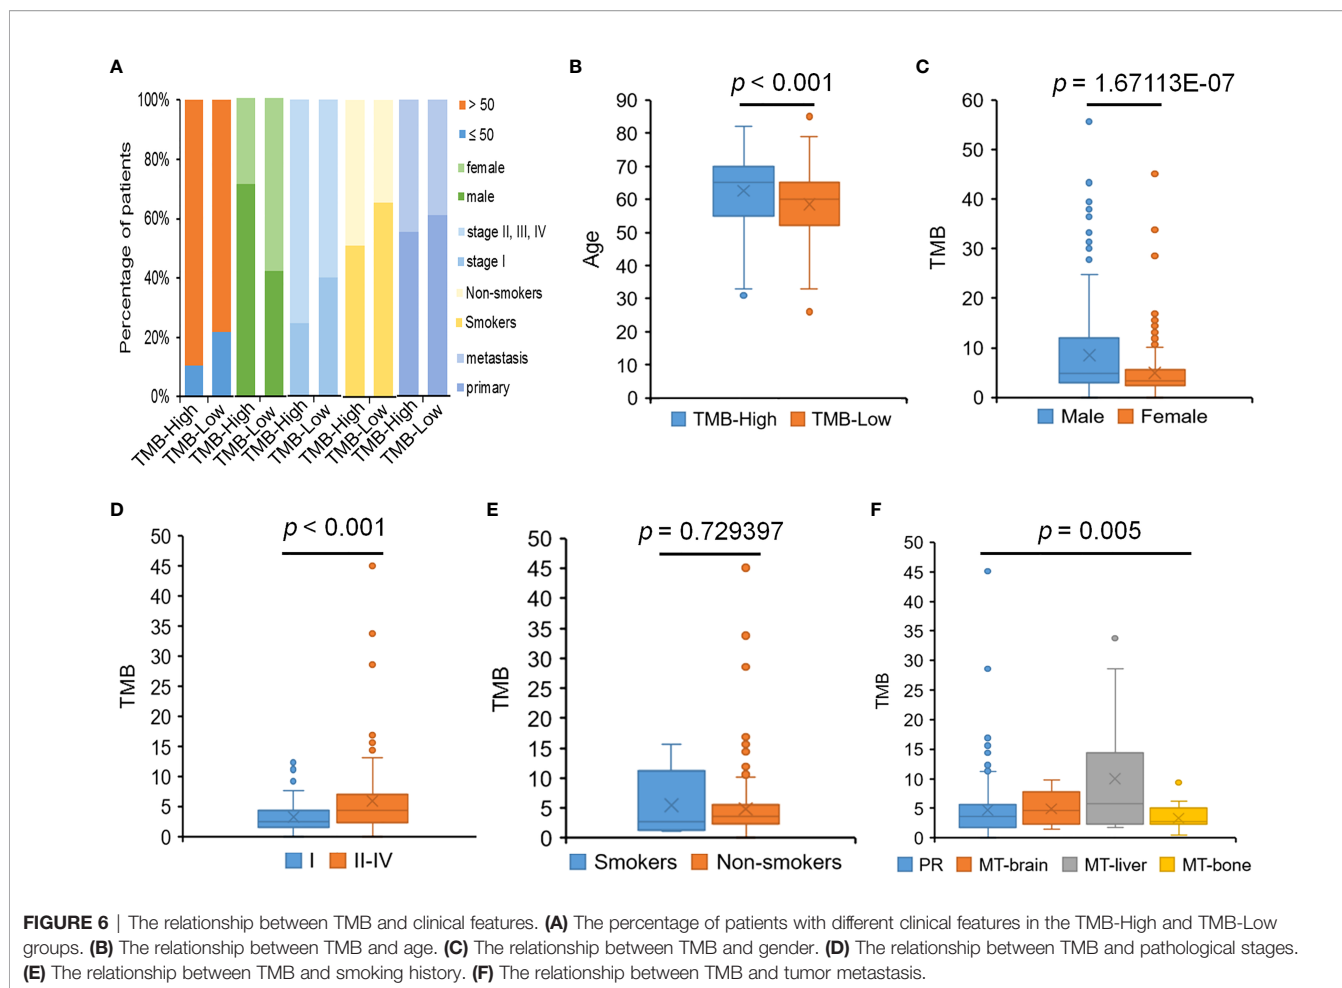 A
Percentage of patients
100%
80%
60%
40%
20%
0%
TMB-High
TMB-Low
TMB-High
TMB-Low
TMB-High
TMB-Low
TMB-High
TMB-Low
TMB-High
TMB-Low
> 50
≤ 50
female
male
stage II, III, IV
stage I
Non-smokers
Smokers
metastasis
primary
B
p < 0.001
Age
90
80
70
60
50
40
30
20
10
0
TMB-High TMB-Low
C
p = 1.67113E-07
TMB
60
50
40
30
20
10
0
Male Female
D
p < 0.001
TMB
50
45
40
35
30
25
20
15
10
5
0
I II-IV
E
p = 0.729397
TMB
50
45
40
35
30
25
20
15
10
5
0
Smokers Non-smokers
F
p = 0.005
TMB
50
45
40
35
30
25
20
15
10
5
0
PR MT-brain MT-liver MT-bone
FIGURE 6 | The relationship between TMB and clinical features. (A) The percentage of patients with different clinical features in the TMB-High and TMB-Low
groups. (B) The relationship between TMB and age. (C) The relationship between TMB and gender. (D) The relationship between TMB and pathological stages.
(E) The relationship between TMB and smoking history. (F) The relationship between TMB and tumor metastasis.